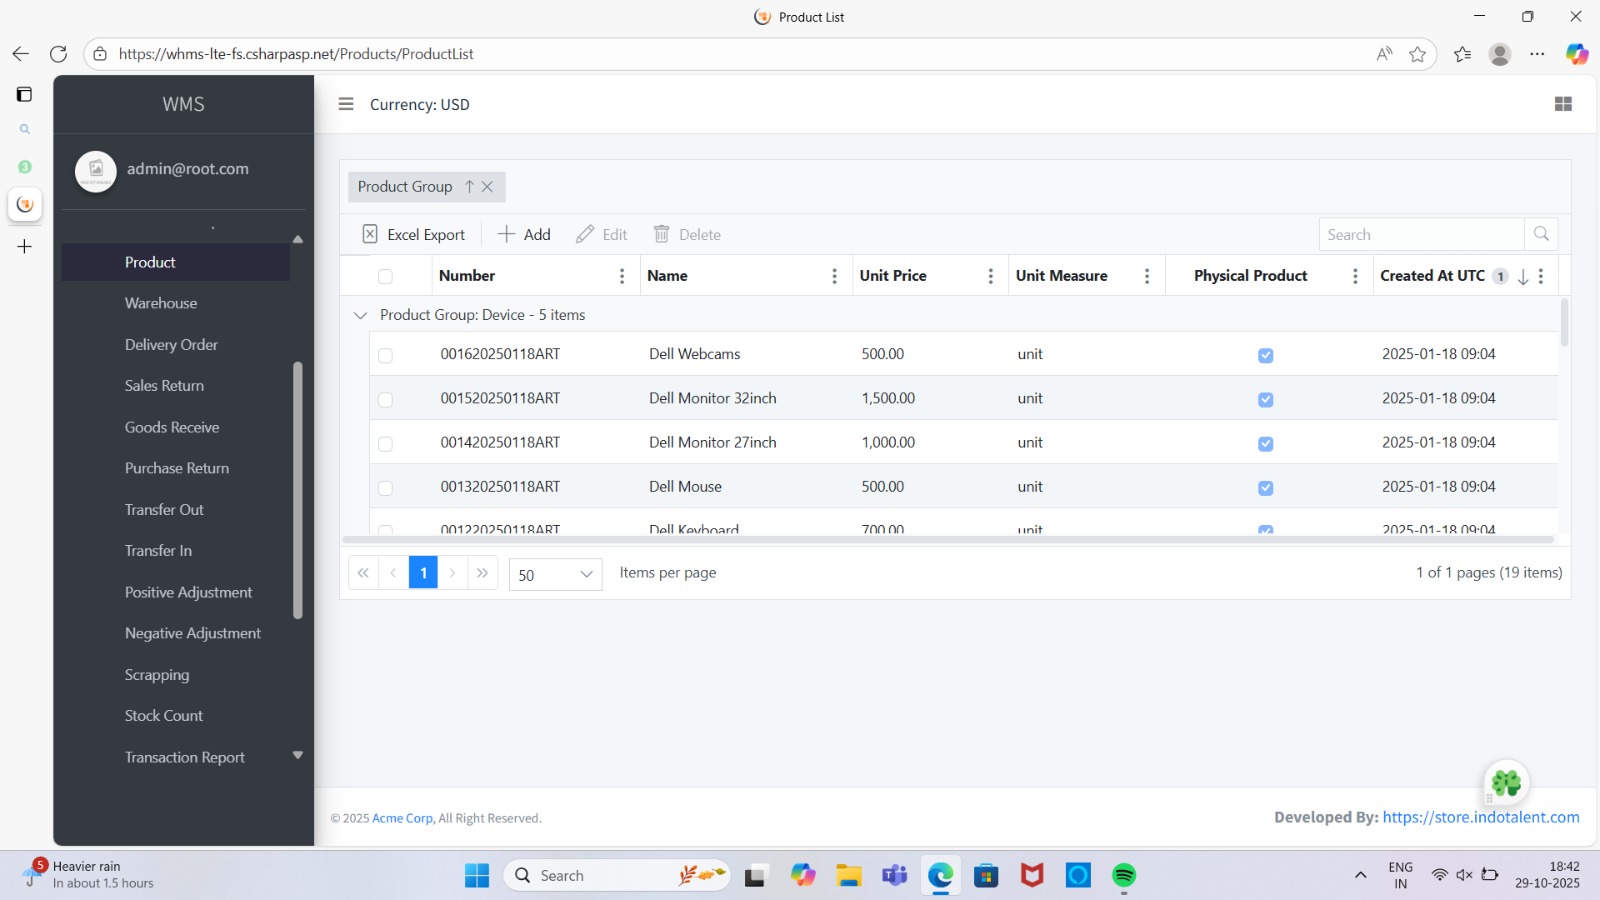 Product List
https://whms-lte-fs.csharpasp.net/Products/ProductList
WMS
Currency: USD
admin@root.com
Product
Warehouse
Delivery Order
Sales Return
Goods Receive
Purchase Return
Transfer Out
Transfer In
Positive Adjustment
Negative Adjustment
Scrapping
Stock Count
Transaction Report
3
Product Group
Excel Export Add Edit Delete Search
Number Name Unit Price Unit Measure Physical Product Created At UTC 1
Product Group: Device - 5 items
001620250118ART Dell Webcams 500.00 unit 2025-01-18 09:04
001520250118ART Dell Monitor 32inch 1,500.00 unit 2025-01-18 09:04
001420250118ART Dell Monitor 27inch 1,000.00 unit 2025-01-18 09:04
001320250118ART Dell Mouse 500.00 unit 2025-01-18 09:04
001220250118ART Dell Keyboard 700.00 unit 2025-01-18 09:04
1 50 Items per page 1 of 1 pages (19 items)
© 2025 Acme Corp, All Right Reserved.
Developed By: https://store.indotalent.com
5
Heavier rain
In about 1.5 hours
Search
ENG
IN
18:42
29-10-2025